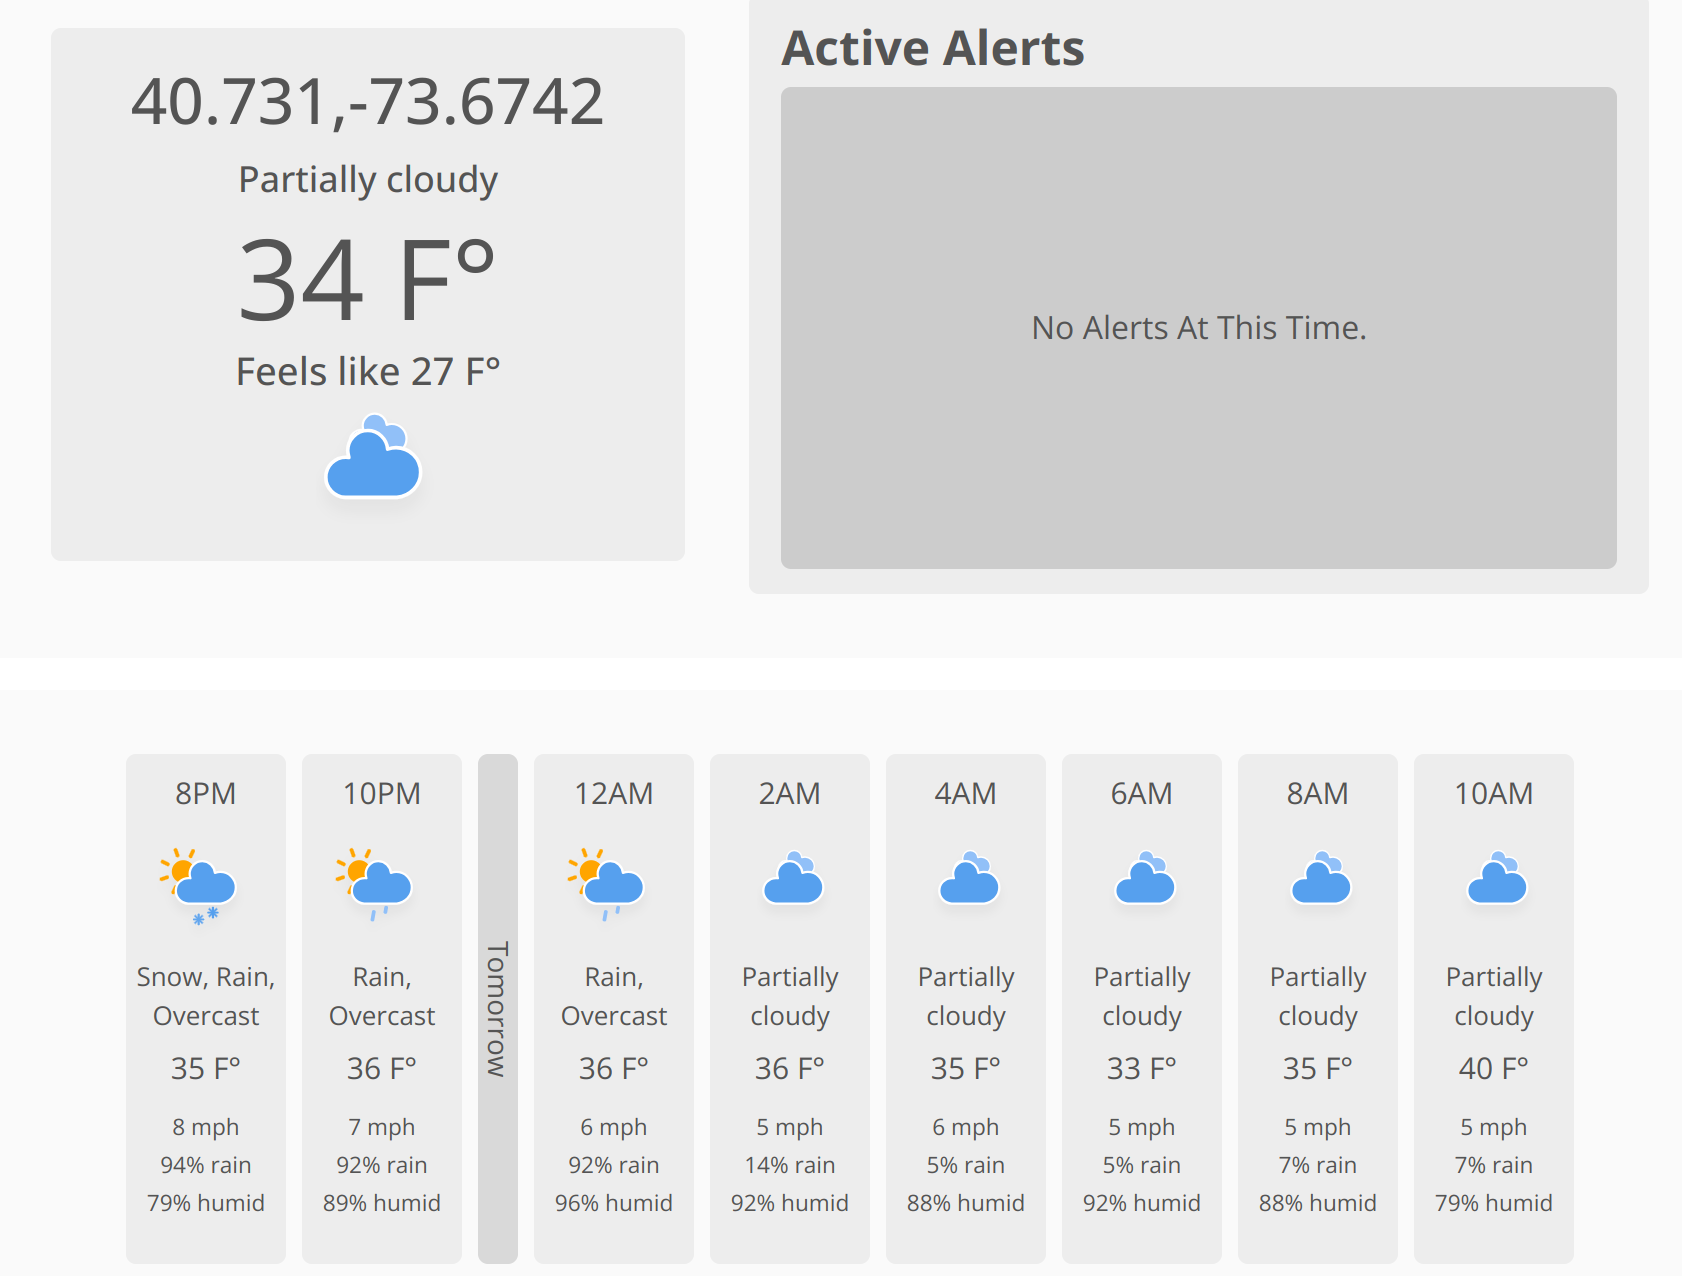 40.731,-73.6742
Partially cloudy
34 F°
Feels like 27 F°
Active Alerts
No Alerts At This Time.
8PM
Snow, Rain,
Overcast
35 F°
8 mph
94% rain
79% humid
10PM
Rain,
Overcast
36 F°
7 mph
92% rain
89% humid
Tomorrow
12AM
Rain,
Overcast
36 F°
6 mph
92% rain
96% humid
2AM
Partially
cloudy
36 F°
5 mph
14% rain
92% humid
4AM
Partially
cloudy
35 F°
6 mph
5% rain
88% humid
6AM
Partially
cloudy
33 F°
5 mph
5% rain
92% humid
8AM
Partially
cloudy
35 F°
5 mph
7% rain
88% humid
10AM
Partially
cloudy
40 F°
5 mph
7% rain
79% humid